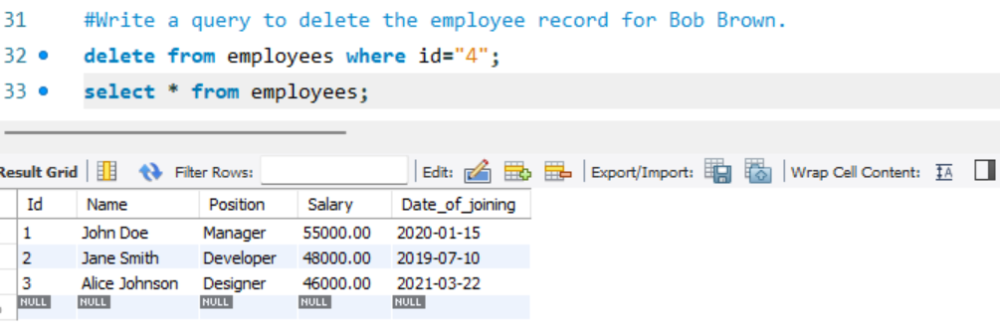 31 #Write a query to delete the employee record for Bob Brown.
32 delete from employees where id="4";
33 select * from employees;
Result Grid Filter Rows: Edit: Export/Import: Wrap Cell Content: IA
Id Name Position Salary Date_of_joining
1 John Doe Manager 55000.00 2020-01-15
2 Jane Smith Developer 48000.00 2019-07-10
3 Alice Johnson Designer 46000.00 2021-03-22
NULL NULL NULL NULL NULL